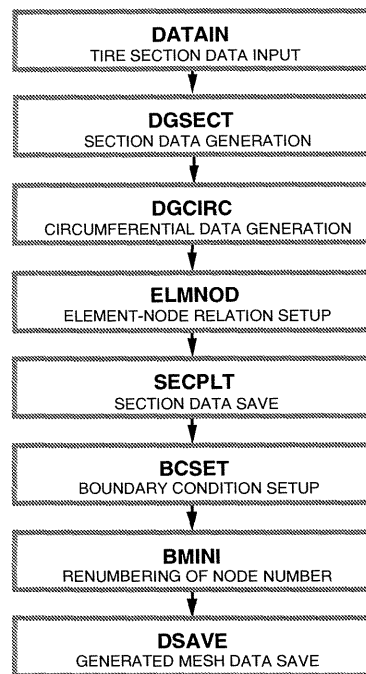 DATAIN
TIRE SECTION DATA INPUT
DGSECT
SECTION DATA GENERATION
DGCIRC
CIRCUMFERENTIAL DATA GENERATION
ELMNOD
ELEMENT-NODE RELATION SETUP
SECPLT
SECTION DATA SAVE
BCSET
BOUNDARY CONDITION SETUP
BMINI
RENUMBERING OF NODE NUMBER
DSAVE
GENERATED MESH DATA SAVE